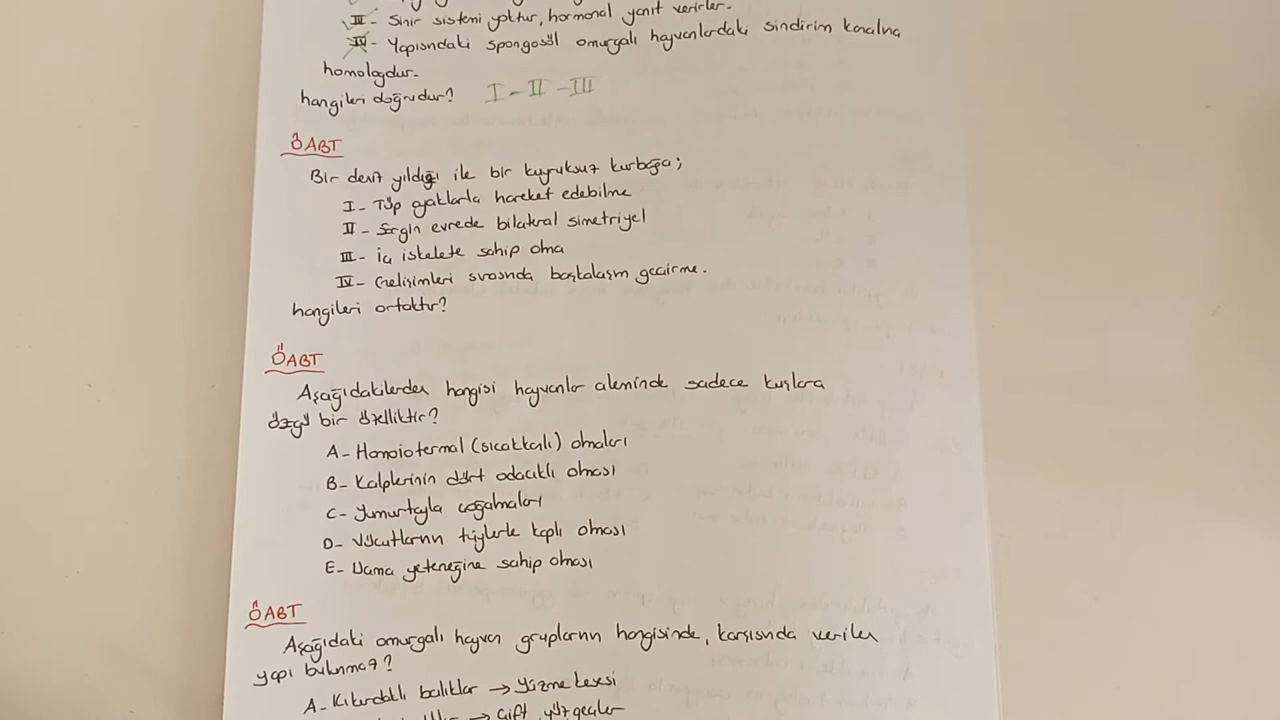 III- Sinir sistemi yoktur, hormonal yanıt verirler.
IV- Yapısındaki spongosöl omurgalı hayvanlardaki sindirim kanalına
homologdur.
hangileri doğrudur? I-II-III
ÖABT
Bir deniz yıldızı ile bir kuyruksuz kurbağa;
I- Tüp ayaklarla hareket edebilme
II- Ergin evrede bilateral simetriyel
III- İç iskelete sahip olma
IV- Gelişimleri sırasında başkalaşım geçirme.
hangileri ortaktır?
ÖABT
Aşağıdakilerden hangisi hayvanlar aleminde sadece kuşlara
özgü bir özelliktir?
A- Homoiotermal (sıcakkanlı) olmaları
B- Kalplerinin dört odacıklı olması
C- Yumurtayla çoğalmaları
D- Vücutlarının tüylerle kaplı olması
E- Uçma yeteneğine sahip olması
ÖABT
Aşağıdaki omurgalı hayvan gruplarının hangisinde, karşısında verilen
yapı bulunmaz?
A- Kıkırdaklı balıklar → Yüzme kesesi
→ Çift yüzgeçler